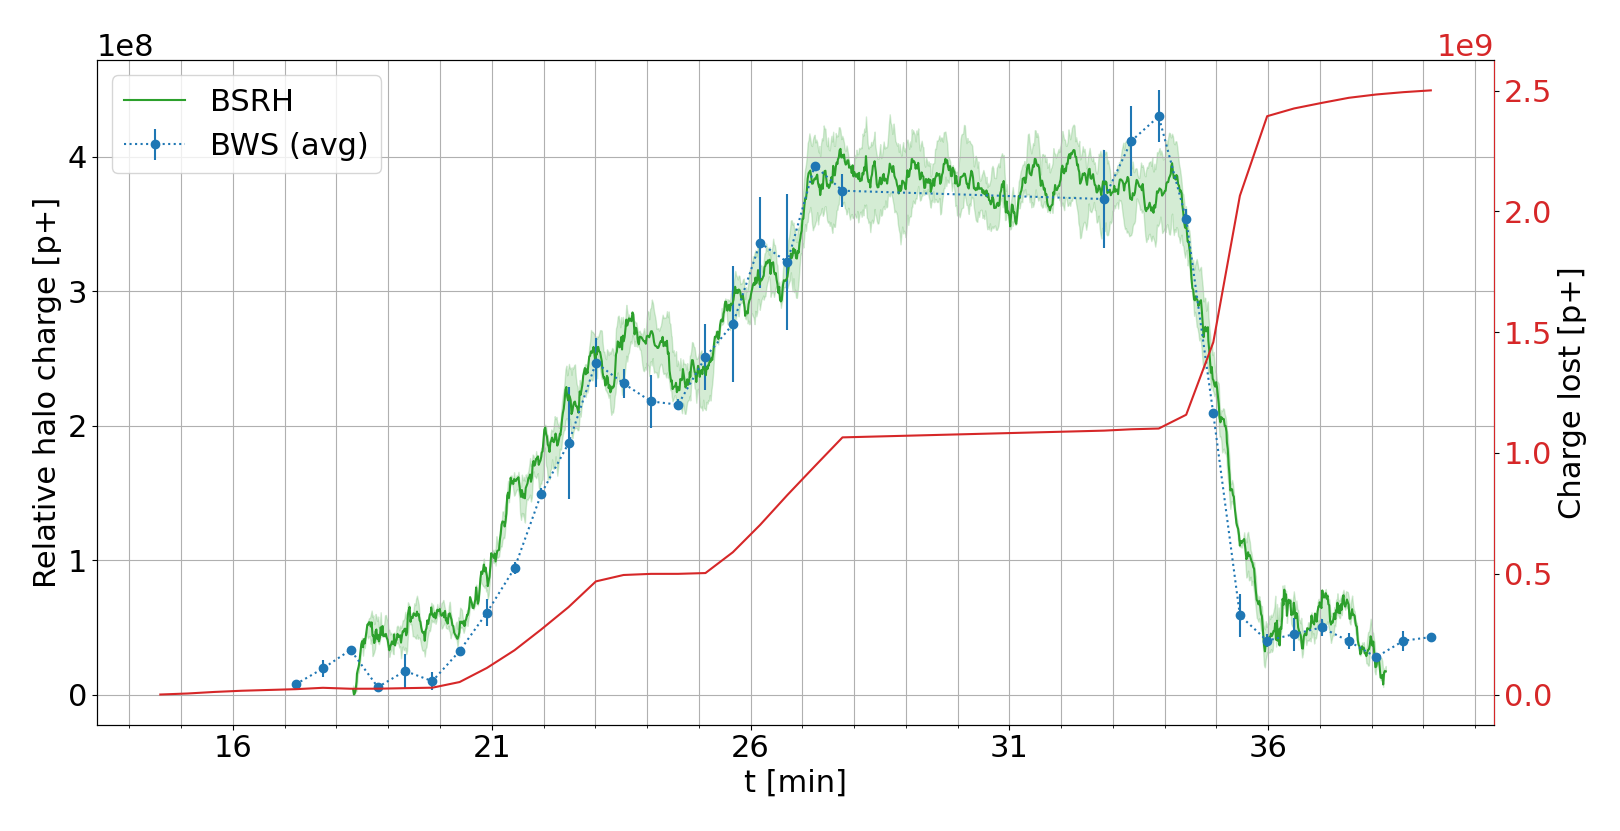 1e8
1e9
BSRH
BWS (avg)
4
3
2
1
0
Relative halo charge [p+]
2.5
2.0
1.5
1.0
0.5
0.0
Charge lost [p+]
16 21 26 31 36
t [min]